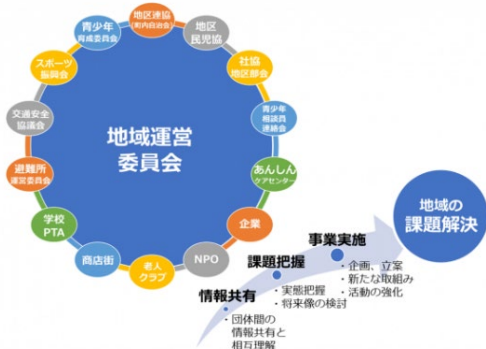 地区連協
(町内自治会)
地区
民児協
社協
地区部会
青少年
相談員
連絡会
あんしん
ケアセンター
企業
NPO
老人
クラブ
商店街
学校
PTA
避難所
運営委員会
交通安全
協議会
スポーツ
振興会
青少年
育成委員会
地域運営
委員会
情報共有
・団体間の
情報共有と
相互理解
課題把握
・実態把握
・将来像の検討
事業実施
・企画、立案
・新たな取組み
・活動の強化
地域の
課題解決